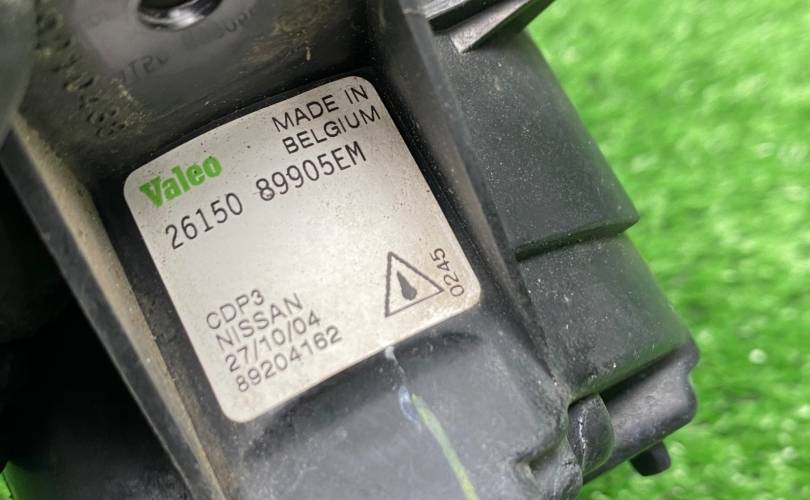 MADE IN
BELGIUM
Valeo
26150 89905EM
0245
CDP3
NISSAN
27/10/04
89204162